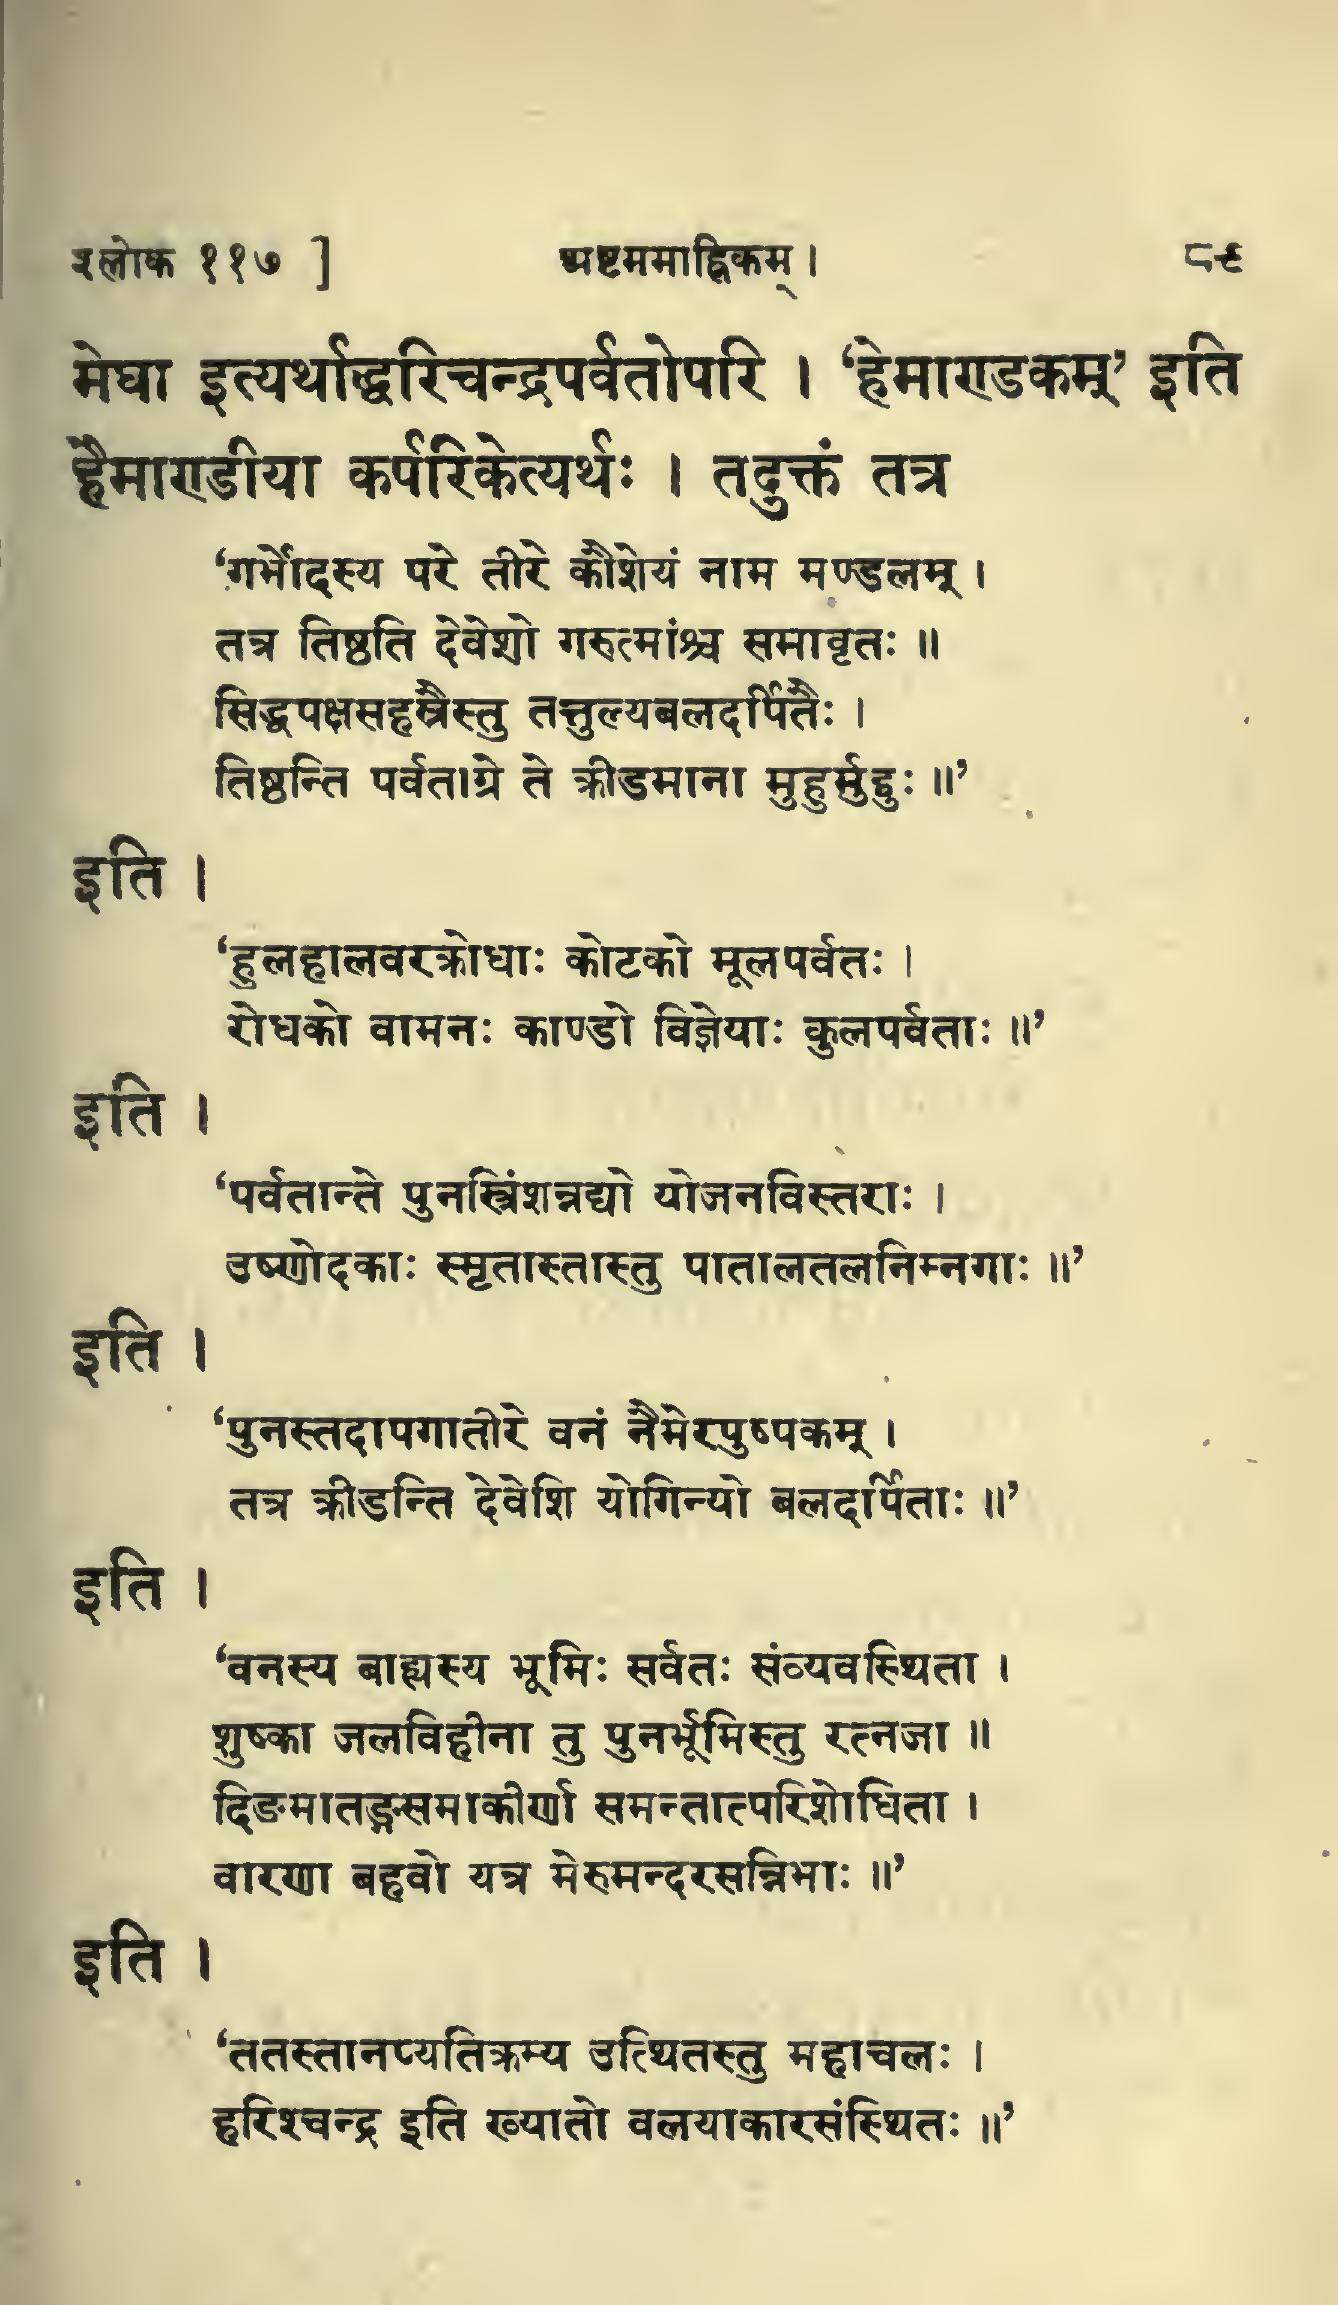 श्लोक ११७ ] अष्टममाह्निकम् । ८९
मेघा इत्यर्थाद्धरिचन्द्रपर्वतोपरि । ‘हेमाण्डकम्’ इति
हैमाण्डीया कर्परिकेत्यर्थः । तदुक्तं तत्र
‘गर्भोदस्य परे तीरे कौशेयं नाम मण्डलम् ।
तत्र तिष्ठति देवेशो गरुत्मांश्च समावृतः ॥
सिद्धपक्षसहस्रैस्तु तत्तुल्यबलदर्पितैः ।
तिष्ठन्ति पर्वताग्रे ते क्रीडमाना मुहुर्मुहुः ॥’
इति ।
‘हुलहालवरक्रोधाः कोटको मूलपर्वतः ।
रोधको वामनः काण्डो विज्ञेयाः कुलपर्वताः ॥’
इति ।
‘पर्वतान्ते पुनस्त्रिंशन्नद्यो योजनविस्तराः ।
उष्णोदकाः स्मृतास्तास्तु पातालतलनिम्नगाः ॥’
इति ।
‘पुनस्तदापगातीरे वनं नैमेरपुष्पकम् ।
तत्र क्रीडन्ति देवेशि योगिन्यो बलदर्पिताः ॥’
इति ।
‘वनस्य बाह्यस्य भूमिः सर्वतः संव्यवस्थिता ।
शुष्का जलविहीना तु पुनर्भूमिस्तु रत्नजा ॥
दिङमातङ्गसमाकीर्णा समन्तात्परिशोधिता ।
वारणा बहवो यत्र मेरुमन्दरसन्निभाः ॥’
इति ।
‘ततस्तानप्यतिक्रम्य उत्थितस्तु महाचलः ।
हरिश्चन्द्र इति ख्यातो वलयाकारसंस्थितः ॥’